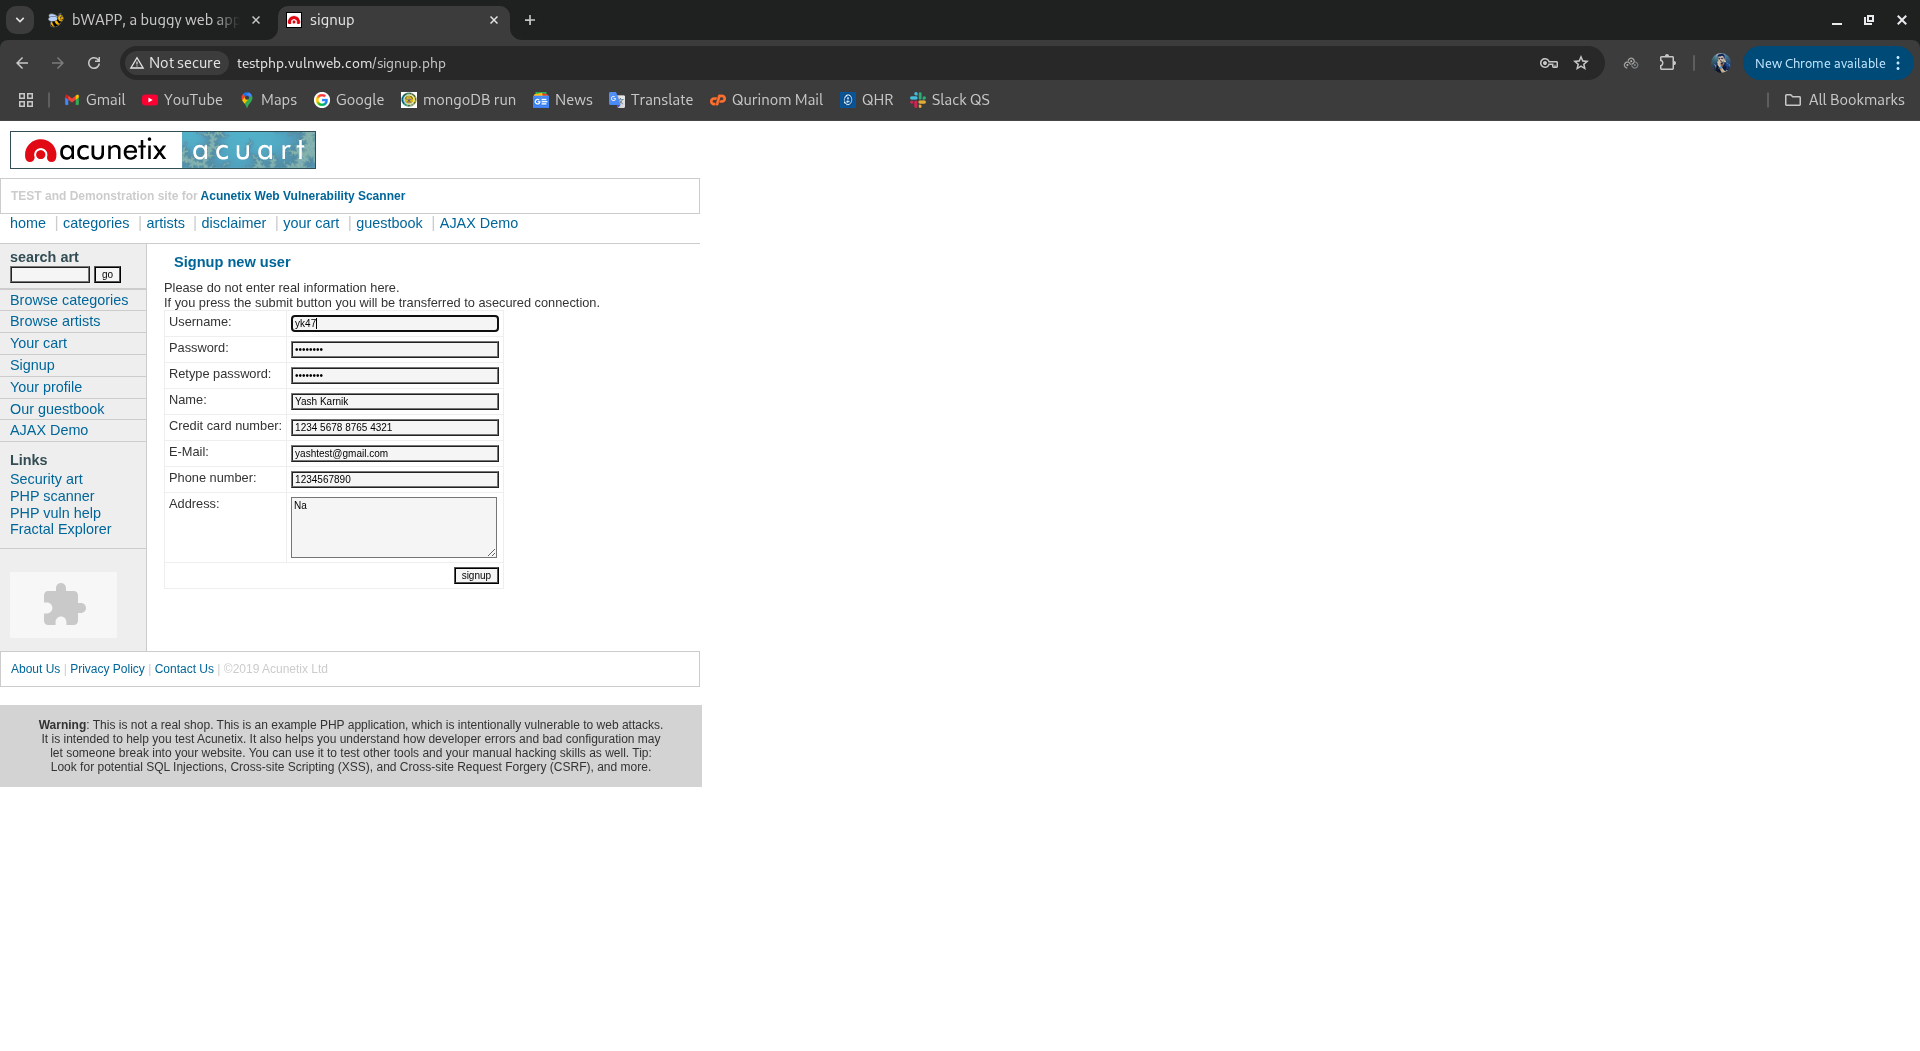 bWAPP, a buggy web app
signup
Not secure
testphp.vulnweb.com/signup.php
New Chrome available
Gmail
YouTube
Maps
Google
mongoDB run
News
Translate
Qurinom Mail
QHR
Slack QS
All Bookmarks
acunetix acuart
TEST and Demonstration site for Acunetix Web Vulnerability Scanner
home | categories | artists | disclaimer | your cart | guestbook | AJAX Demo
search art
go
Browse categories
Browse artists
Your cart
Signup
Your profile
Our guestbook
AJAX Demo
Links
Security art
PHP scanner
PHP vuln help
Fractal Explorer
Signup new user
Please do not enter real information here.
If you press the submit button you will be transferred to asecured connection.
Username: yk47
Password: ••••••••
Retype password: ••••••••
Name: Yash Karnik
Credit card number: 1234 5678 8765 4321
E-Mail: yashtest@gmail.com
Phone number: 1234567890
Address: Na
signup
About Us | Privacy Policy | Contact Us | ©2019 Acunetix Ltd
Warning: This is not a real shop. This is an example PHP application, which is intentionally vulnerable to web attacks.
It is intended to help you test Acunetix. It also helps you understand how developer errors and bad configuration may
let someone break into your website. You can use it to test other tools and your manual hacking skills as well. Tip:
Look for potential SQL Injections, Cross-site Scripting (XSS), and Cross-site Request Forgery (CSRF), and more.